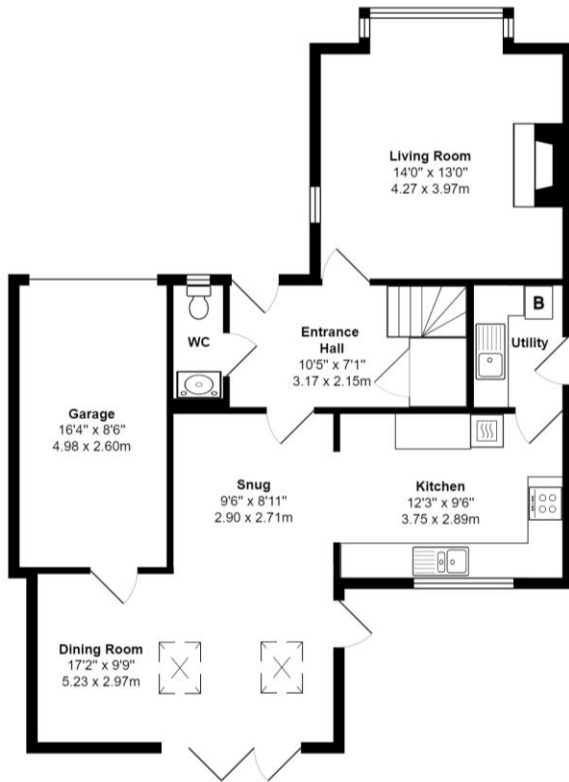 Living Room
14'0" x 13'0"
4.27 x 3.97m
B
Utility
WC
Entrance
Hall
10'5" x 7'1"
3.17 x 2.15m
Garage
16'4" x 8'6"
4.98 x 2.60m
Snug
9'6" x 8'11"
2.90 x 2.71m
Kitchen
12'3" x 9'6"
3.75 x 2.89m
Dining Room
17'2" x 9'9"
5.23 x 2.97m